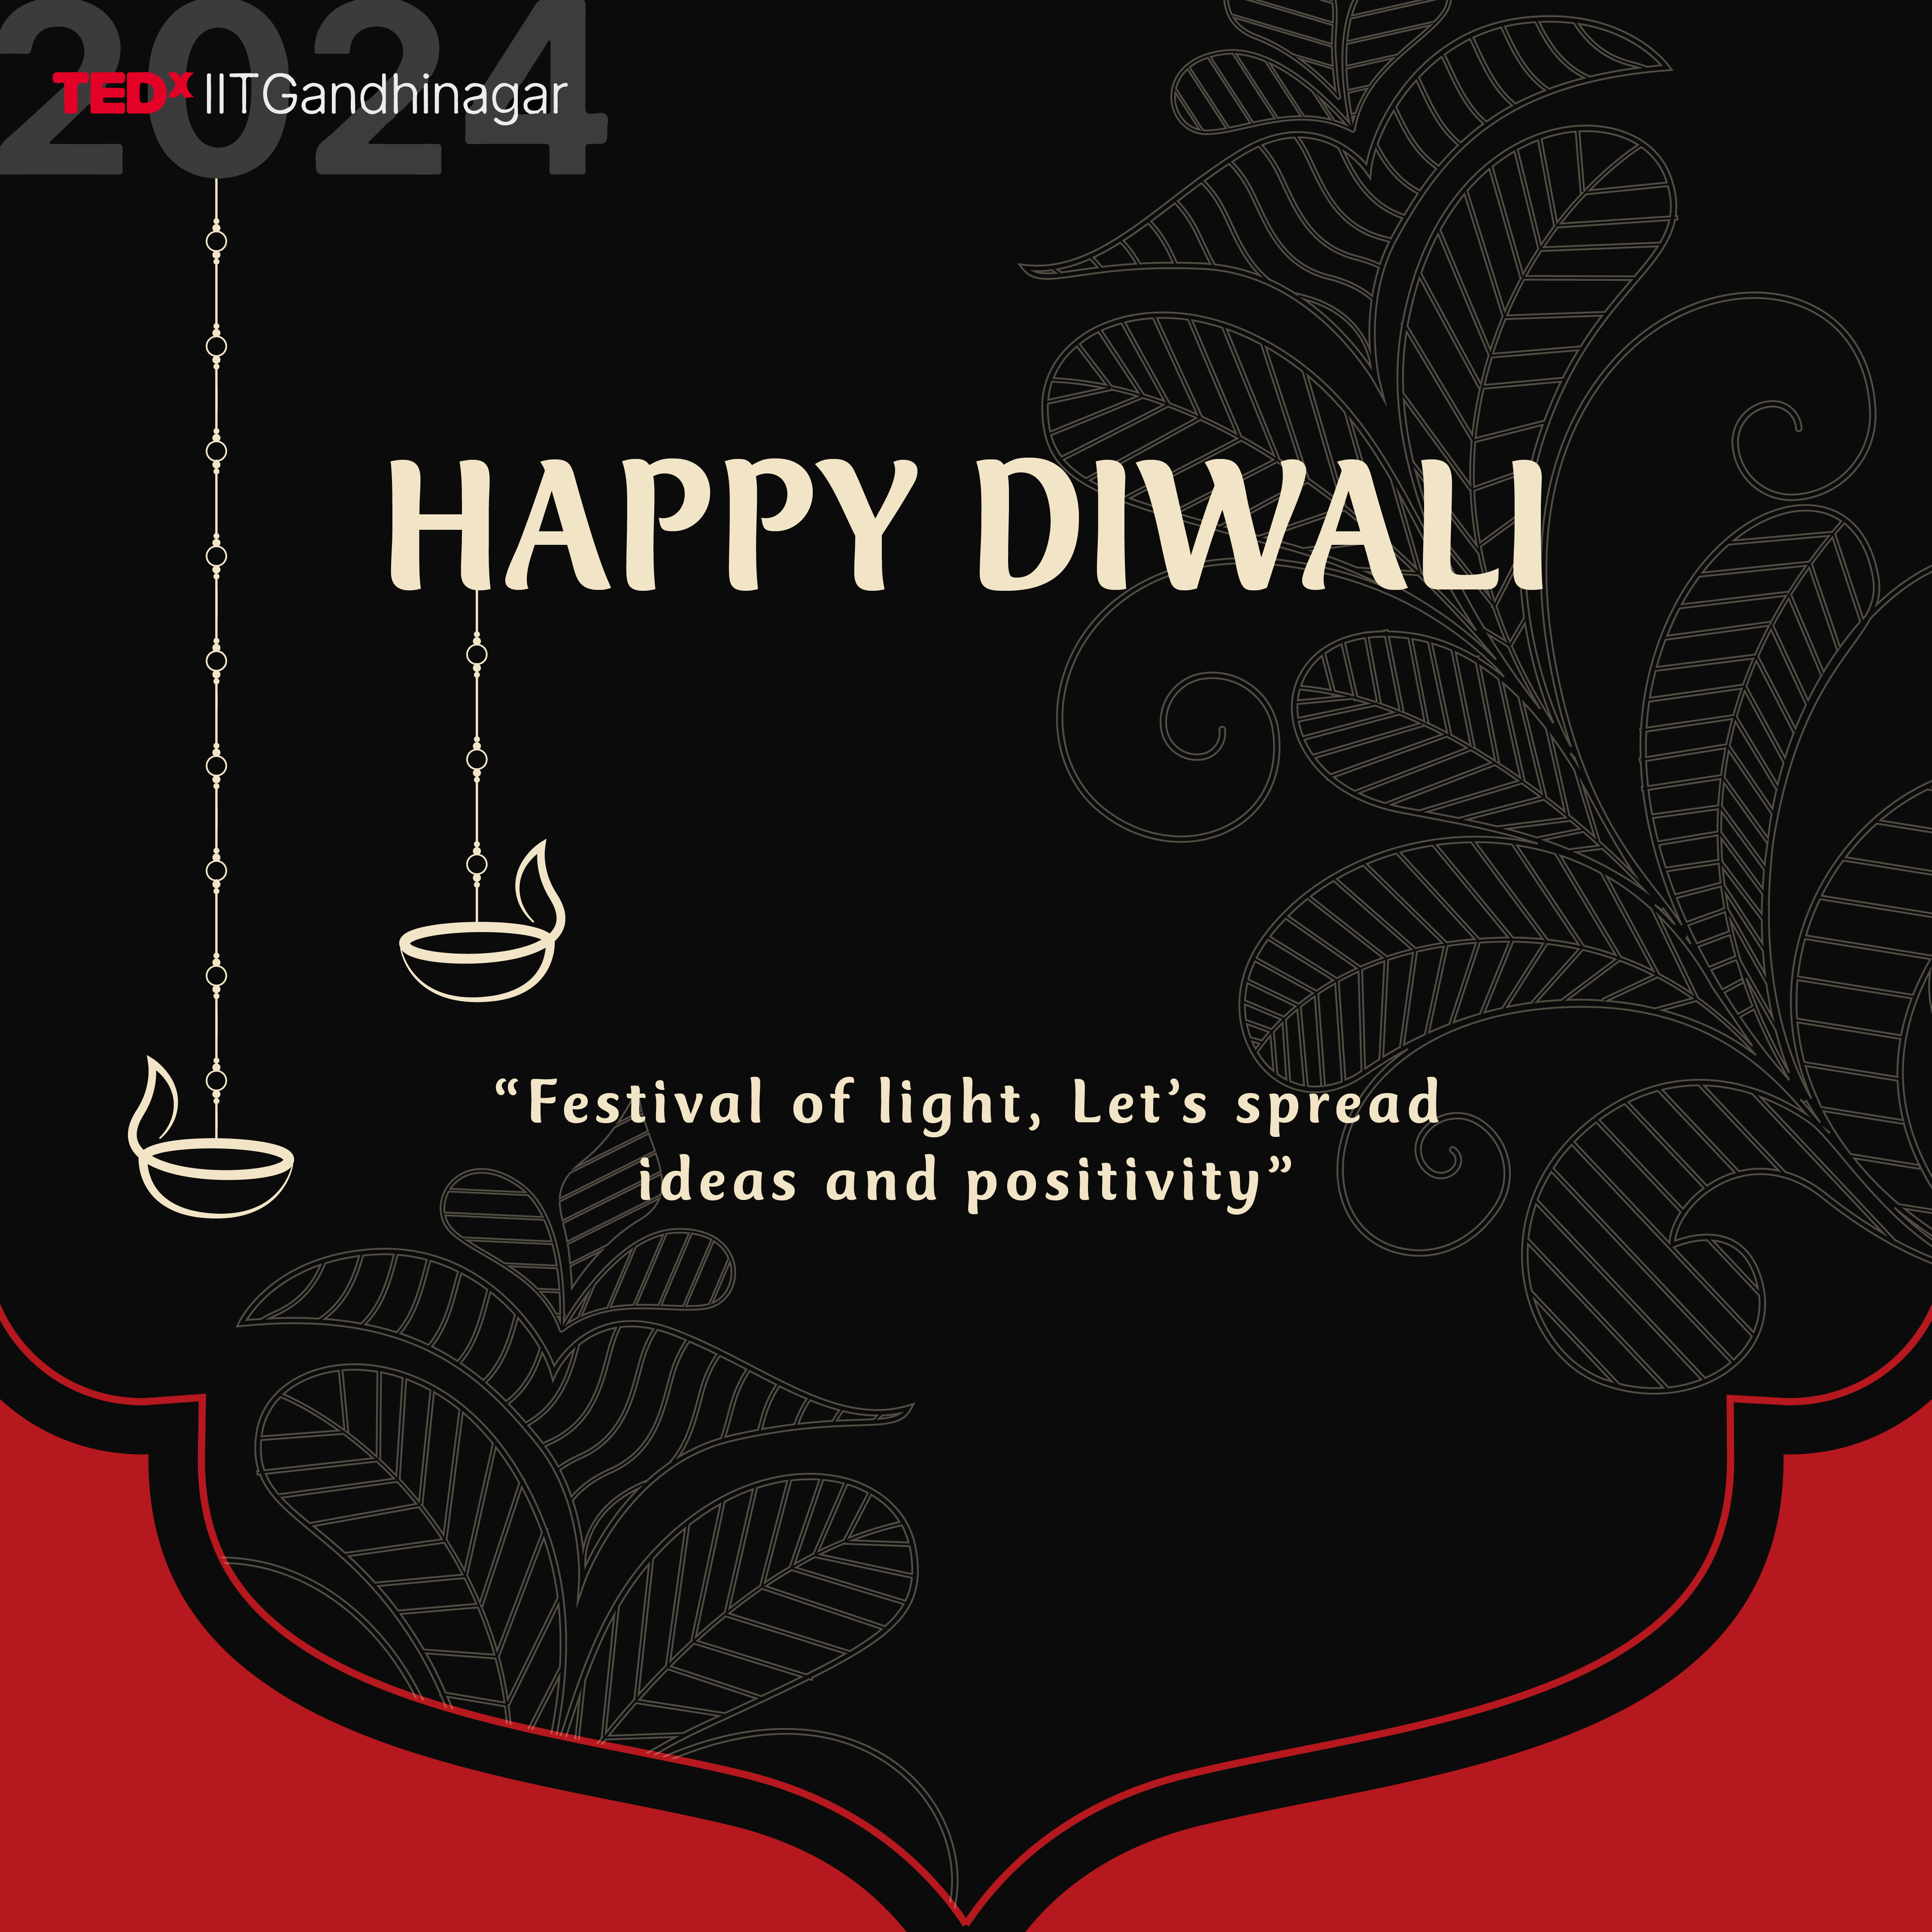 2024
TEDx IITGandhinagar
HAPPY DIWALI
“Festival of light, Let’s spread
ideas and positivity”